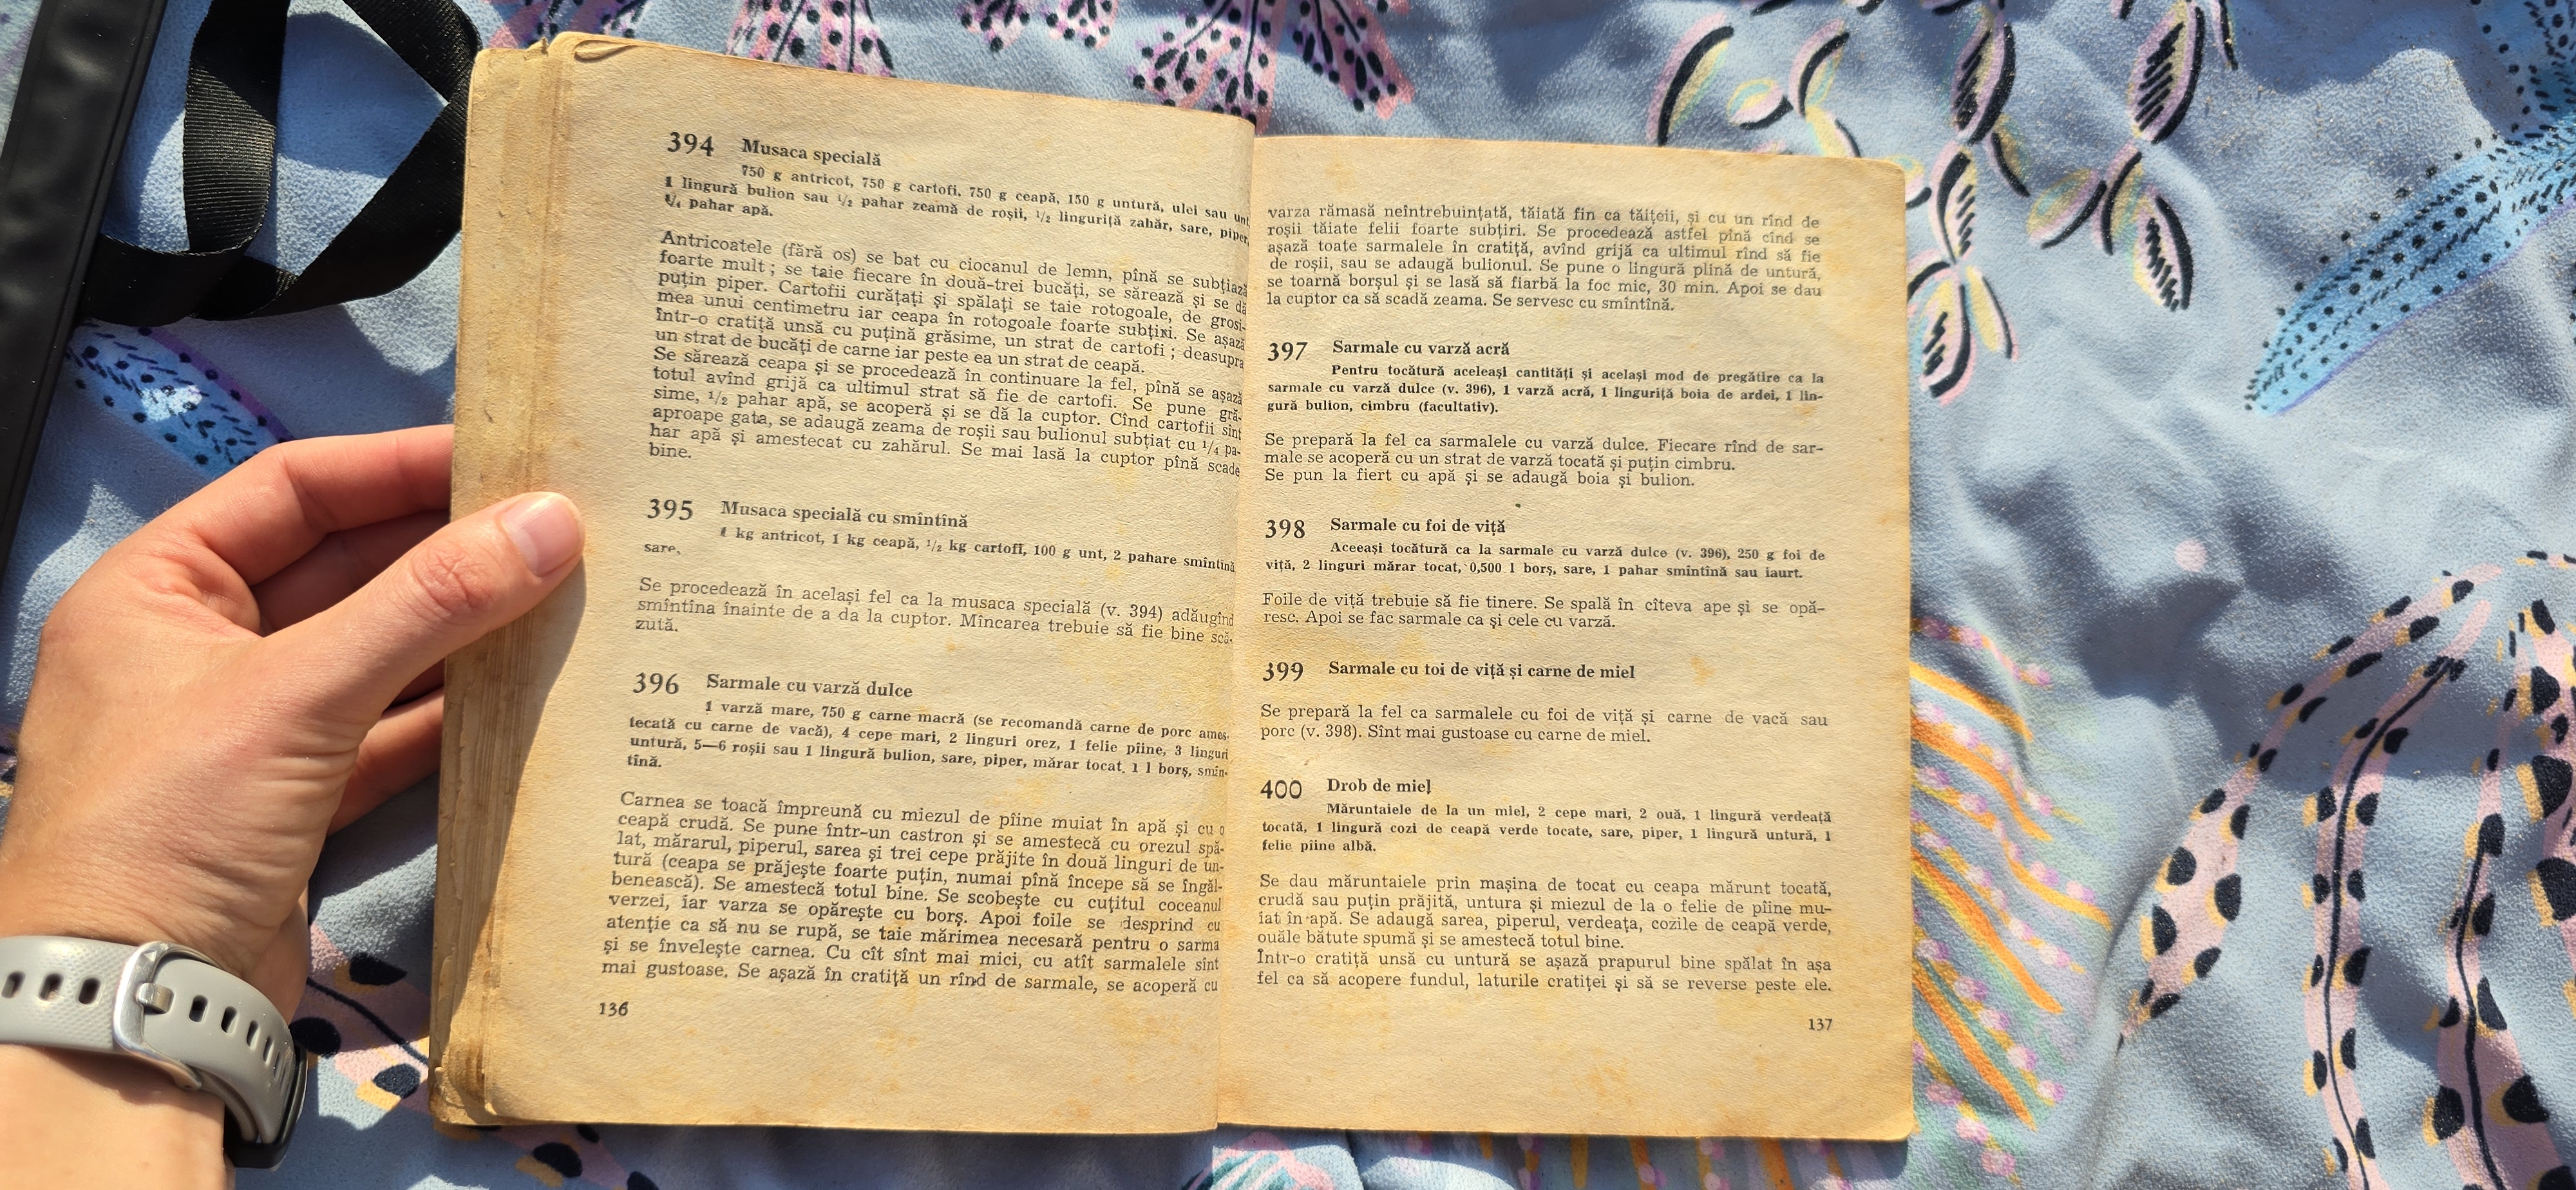 394 Musaca specială
750 g antricot, 750 g cartofi, 750 g ceapă, 150 g untură, ulei sau unt
1 lingură bulion sau 1/2 pahar zeamă de roșii, 1/2 linguriță zahăr, sare, piper,
1/4 pahar apă.
Antricoatele (fără os) se bat cu ciocanul de lemn, pînă se subțiază
foarte mult ; se taie fiecare în două-trei bucăți, se sărează și se dă
puțin piper. Cartofii curățați și spălați se taie rotogoale, de grosi-
mea unui centimetru iar ceapa în rotogoale foarte subțiri. Se așază
într-o cratiță unsă cu puțină grăsime, un strat de cartofi ; deasupra
un strat de bucăți de carne iar peste ea un strat de ceapă.
Se sărează ceapa și se procedează în continuare la fel, pînă se așază
totul avînd grijă ca ultimul strat să fie de cartofi. Se pune gră-
sime, 1/2 pahar apă, se acoperă și se dă la cuptor. Cînd cartofii sînt
aproape gata, se adaugă zeama de roșii sau bulionul subțiat cu 1/4 pa-
har apă și amestecat cu zahărul. Se mai lasă la cuptor pînă scade
bine.
395 Musaca specială cu smîntînă
1 kg antricot, 1 kg ceapă, 1/2 kg cartofi, 100 g unt, 2 pahare smîntînă
sare.
Se procedează în același fel ca la musaca specială (v. 394) adăugînd
smîntîna înainte de a da la cuptor. Mîncarea trebuie să fie bine scă-
zută.
396 Sarmale cu varză dulce
1 varză mare, 750 g carne macră (se recomandă carne de porc ames-
tecată cu carne de vacă), 4 cepe mari, 2 linguri orez, 1 felie pîine, 3 linguri
untură, 5—6 roșii sau 1 lingură bulion, sare, piper, mărar tocat, 1 l borș, smîn-
tînă.
Carnea se toacă împreună cu miezul de pîine muiat în apă și cu o
ceapă crudă. Se pune într-un castron și se amestecă cu orezul spă-
lat, mărarul, piperul, sarea și trei cepe prăjite în două linguri de un-
tură (ceapa se prăjește foarte puțin, numai pînă începe să se îngăl-
benească). Se amestecă totul bine. Se scobește cu cuțitul coceanul
verzei, iar varza se opărește cu borș. Apoi foile se desprind cu
atenție ca să nu se rupă, se taie mărimea necesară pentru o sarma
și se învelește carnea. Cu cît sînt mai mici, cu atît sarmalele sînt
mai gustoase. Se așază în cratiță un rînd de sarmale, se acoperă cu
136
varza rămasă neîntrebuințată, tăiată fin ca tăițeii, și cu un rînd de
roșii tăiate felii foarte subțiri. Se procedează astfel pînă cînd se
așază toate sarmalele în cratiță, avînd grijă ca ultimul rînd să fie
de roșii, sau se adaugă bulionul. Se pune o lingură plină de untură,
se toarnă borșul și se lasă să fiarbă la foc mic, 30 min. Apoi se dau
la cuptor ca să scadă zeama. Se servesc cu smîntînă.
397 Sarmale cu varză acră
Pentru tocătură aceleași cantități și același mod de pregătire ca la
sarmale cu varză dulce (v. 396), 1 varză acră, 1 linguriță boia de ardei, 1 lin-
gură bulion, cimbru (facultativ).
Se prepară la fel ca sarmalele cu varză dulce. Fiecare rînd de sar-
male se acoperă cu un strat de varză tocată și puțin cimbru.
Se pun la fiert cu apă și se adaugă boia și bulion.
398 Sarmale cu foi de viță
Aceeași tocătură ca la sarmale cu varză dulce (v. 396), 250 g foi de
viță, 2 linguri mărar tocat, 0,500 l borș, sare, 1 pahar smîntînă sau iaurt.
Foile de viță trebuie să fie tinere. Se spală în cîteva ape și se opă-
resc. Apoi se fac sarmale ca și cele cu varză.
399 Sarmale cu toi de viță și carne de miel
Se prepară la fel ca sarmalele cu foi de viță și carne de vacă sau
porc (v. 398). Sînt mai gustoase cu carne de miel.
400 Drob de miel
Măruntaiele de la un miel, 2 cepe mari, 2 ouă, 1 lingură verdeață
tocată, 1 lingură cozi de ceapă verde tocate, sare, piper, 1 lingură untură, 1
felie pîine albă.
Se dau măruntaiele prin mașina de tocat cu ceapa mărunt tocată,
crudă sau puțin prăjită, untura și miezul de la o felie de pîine mu-
iat în apă. Se adaugă sarea, piperul, verdeața, cozile de ceapă verde,
ouăle bătute spumă și se amestecă totul bine.
Într-o cratiță unsă cu untură se așază prapurul bine spălat în așa
fel ca să acopere fundul, laturile cratiței și să se reverse peste ele.
137